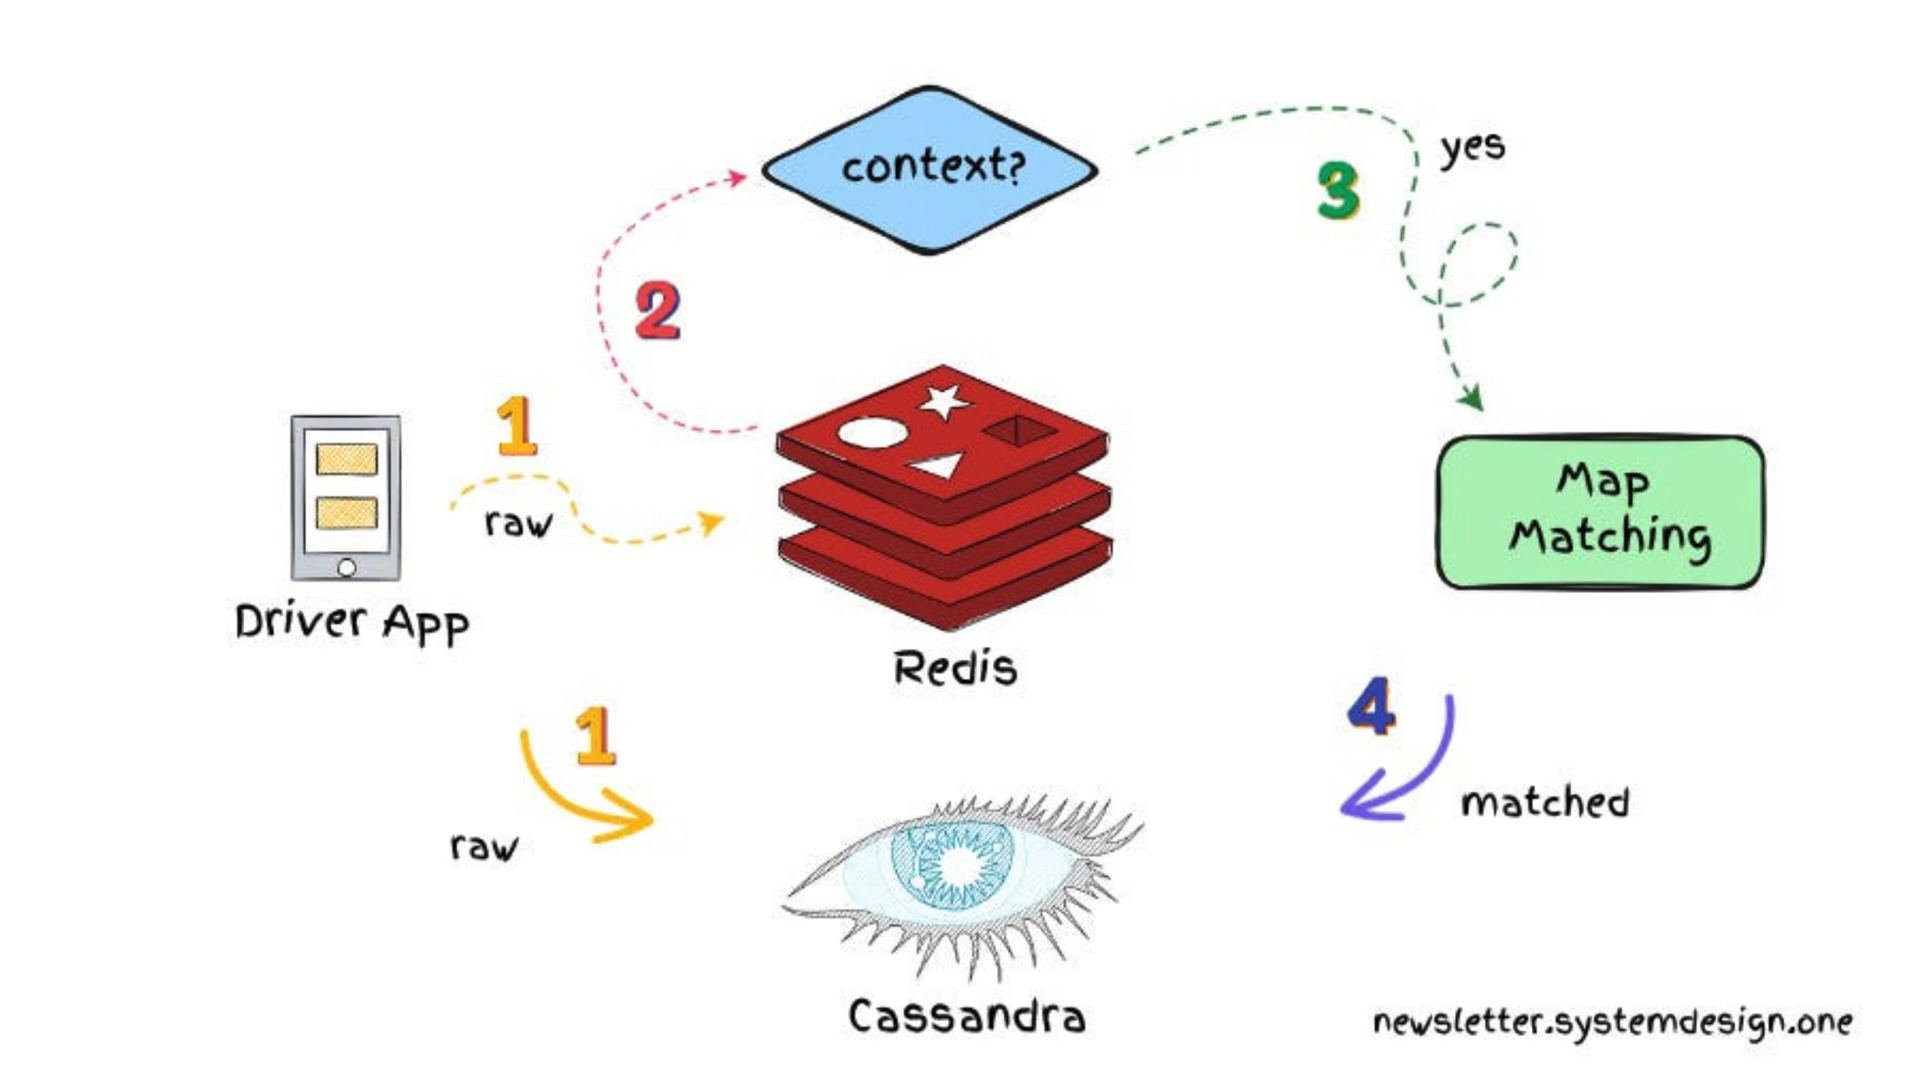 context?
yes
3
2
1
raw
Driver App
Redis
Map
Matching
1
raw
4
matched
Cassandra
newsletter.systemdesign.one